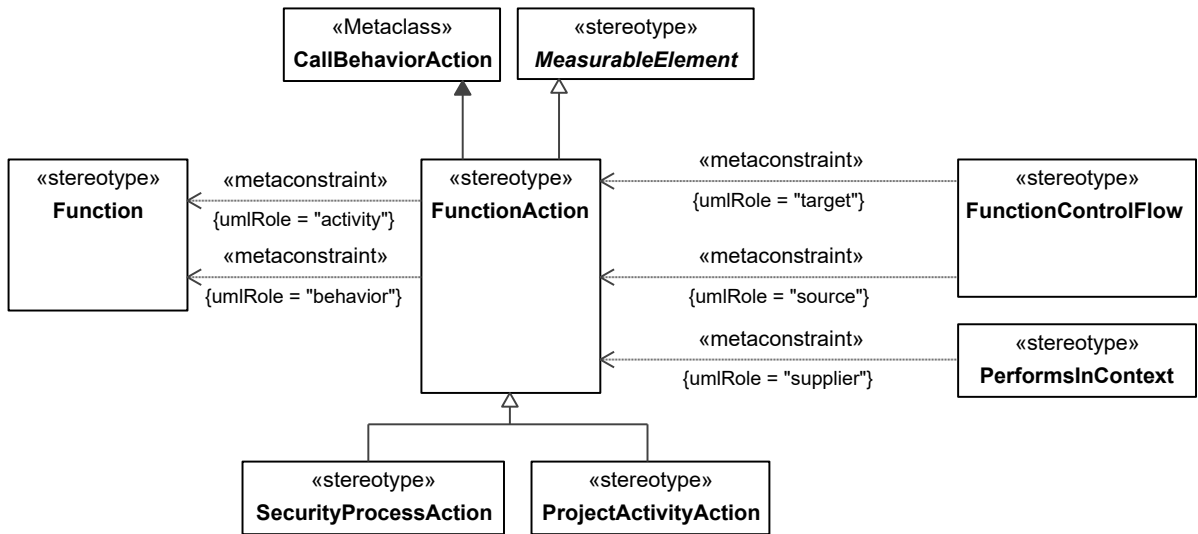 «Metaclass»
CallBehaviorAction
«stereotype»
MeasurableElement
«stereotype»
Function
«metaconstraint»
{umlRole = "activity"}
«metaconstraint»
{umlRole = "behavior"}
«stereotype»
FunctionAction
«metaconstraint»
{umlRole = "target"}
«metaconstraint»
{umlRole = "source"}
«metaconstraint»
{umlRole = "supplier"}
«stereotype»
FunctionControlFlow
«stereotype»
PerformsInContext
«stereotype»
SecurityProcessAction
«stereotype»
ProjectActivityAction